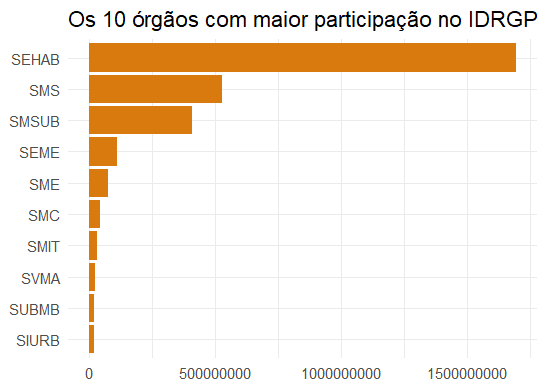 Os 10 órgãos com maior participação no IDRGP
SEHAB
SMS
SMSUB
SEME
SME
SMC
SMIT
SVMA
SUBMB
SIURB
0 500000000 1000000000 1500000000